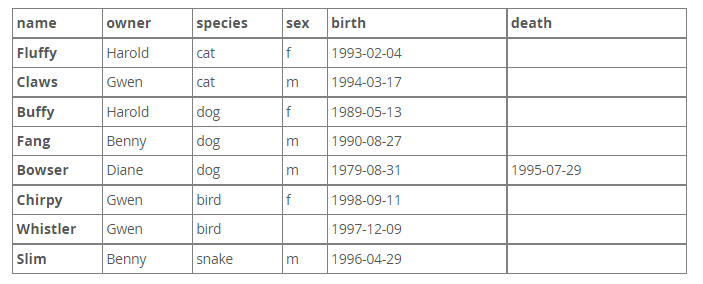 name owner species sex birth death
Fluffy Harold cat f 1993-02-04
Claws Gwen cat m 1994-03-17
Buffy Harold dog f 1989-05-13
Fang Benny dog m 1990-08-27
Bowser Diane dog m 1979-08-31 1995-07-29
Chirpy Gwen bird f 1998-09-11
Whistler Gwen bird 1997-12-09
Slim Benny snake m 1996-04-29